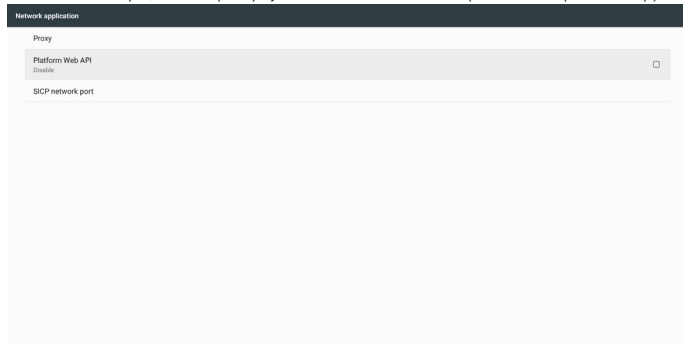 Network application
Proxy
Platform Web API
Disable
SICP network port